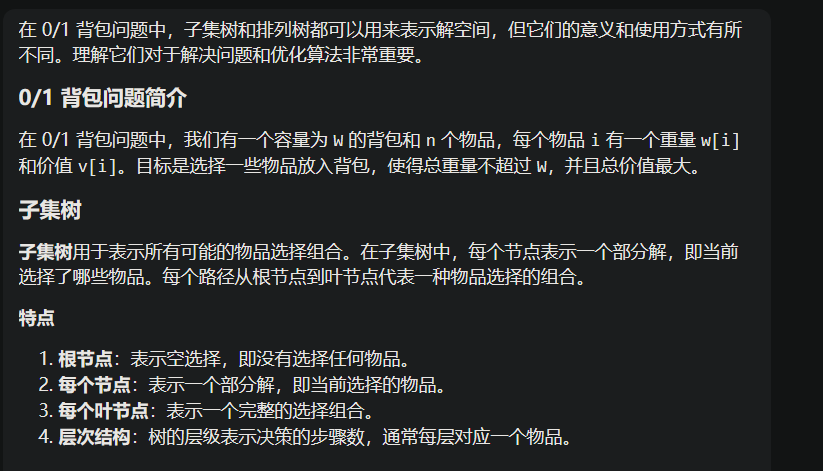 在 0/1 背包问题中，子集树和排列树都可以用来表示解空间，但它们的意义和使用方式有所
不同。理解它们对于解决问题和优化算法非常重要。
0/1 背包问题简介
在 0/1 背包问题中，我们有一个容量为 W 的背包和 n 个物品，每个物品 i 有一个重量 w[i]
和价值 v[i]。目标是选择一些物品放入背包，使得总重量不超过 W，并且总价值最大。
子集树
子集树用于表示所有可能的物品选择组合。在子集树中，每个节点表示一个部分解，即当前
选择了哪些物品。每个路径从根节点到叶节点代表一种物品选择的组合。
特点
1. 根节点：表示空选择，即没有选择任何物品。
2. 每个节点：表示一个部分解，即当前选择的物品。
3. 每个叶节点：表示一个完整的选择组合。
4. 层次结构：树的层级表示决策的步骤数，通常每层对应一个物品。